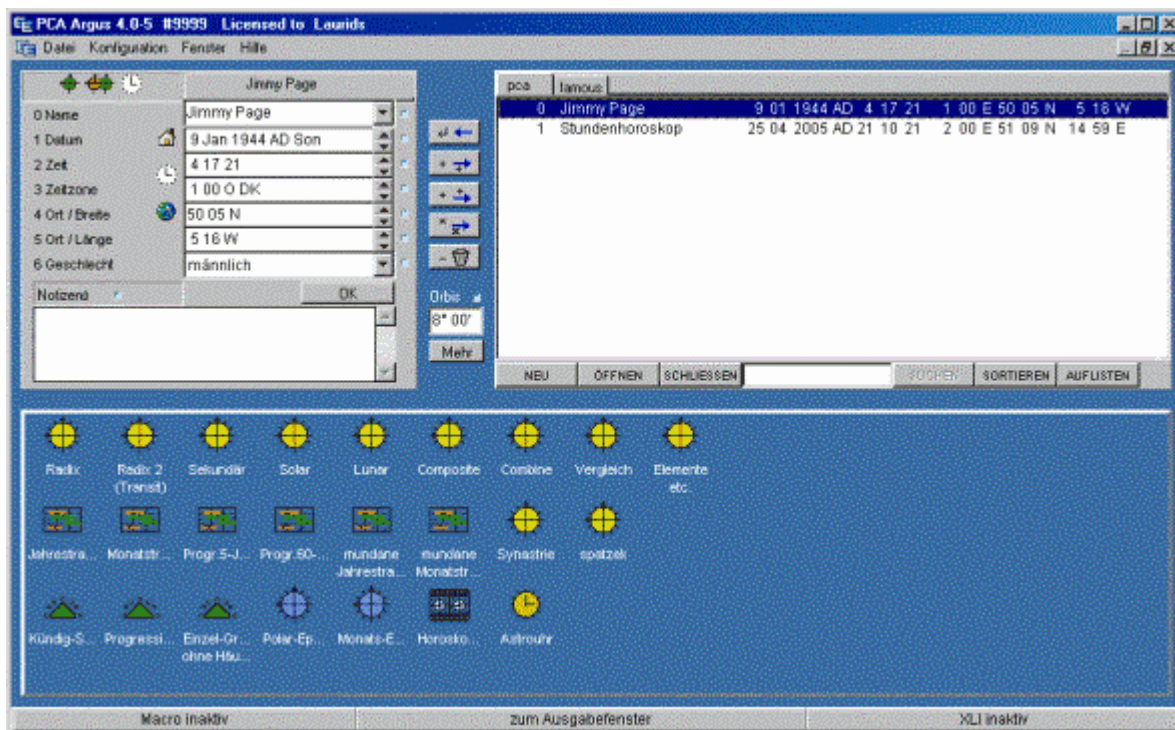 PCA Argus 4.0-5 #9999 Licensed to Laurids
Datei Konfiguration Fenster Hilfe
Jimmy Page
0 Name Jimmy Page
1 Datum 9 Jan 1944 AD Son
2 Zeit 4 17 21
3 Zeitzone 1 00 O DK
4 Ort / Breite 50 05 N
5 Ort / Länge 5 16 W
6 Geschlecht männlich
Notizenü OK
Orbis
8° 00'
Mehr
pca famous
0 Jimmy Page 9 01 1944 AD 4 17 21 1 00 E 50 05 N 5 16 W
1 Stundenhoroskop 25 04 2005 AD 21 10 21 2 00 E 51 09 N 14 59 E
NEU ÖFFNEN SCHLIESSEN SUCHEN SORTIEREN AUFLISTEN
Radix Radix 2 (Transit) Sekundär Solar Lunar Composite Combine Vergleich Elemente etc.
Jahrestra... Monatstr... Progr.5-J... Progr.60-... mundane Jahrestra... mundane Monatstr... Synastrie spatzek
Kündig-S... Progressi... Einzel-Gr... ohne Häu... Polar-Ep... Monats-E... Horosko... Astrouhr
Macro inaktiv zum Ausgabefenster XLI inaktiv